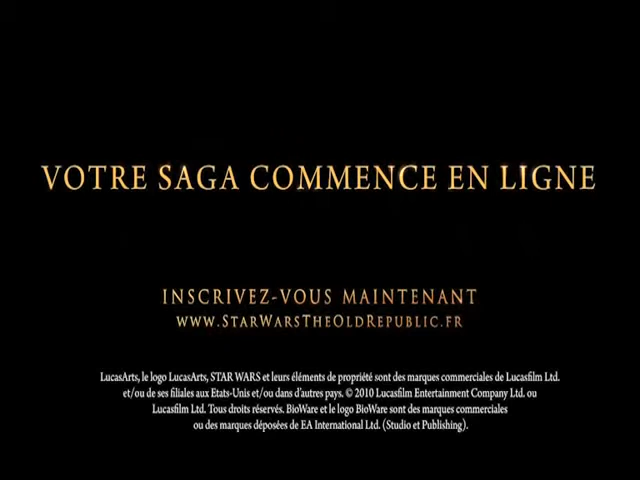 VOTRE SAGA COMMENCE EN LIGNE
INSCRIVEZ-VOUS MAINTENANT
WWW.STARWARSTHEOLDREPUBLIC.FR
LucasArts, le logo LucasArts, STAR WARS et leurs éléments de propriété sont des marques commerciales de Lucasfilm Ltd.
et/ou de ses filiales aux Etats-Unis et/ou dans d'autres pays. © 2010 Lucasfilm Entertainment Company Ltd. ou
Lucasfilm Ltd. Tous droits réservés. BioWare et le logo BioWare sont des marques commerciales
ou des marques déposées de EA International Ltd. (Studio et Publishing).